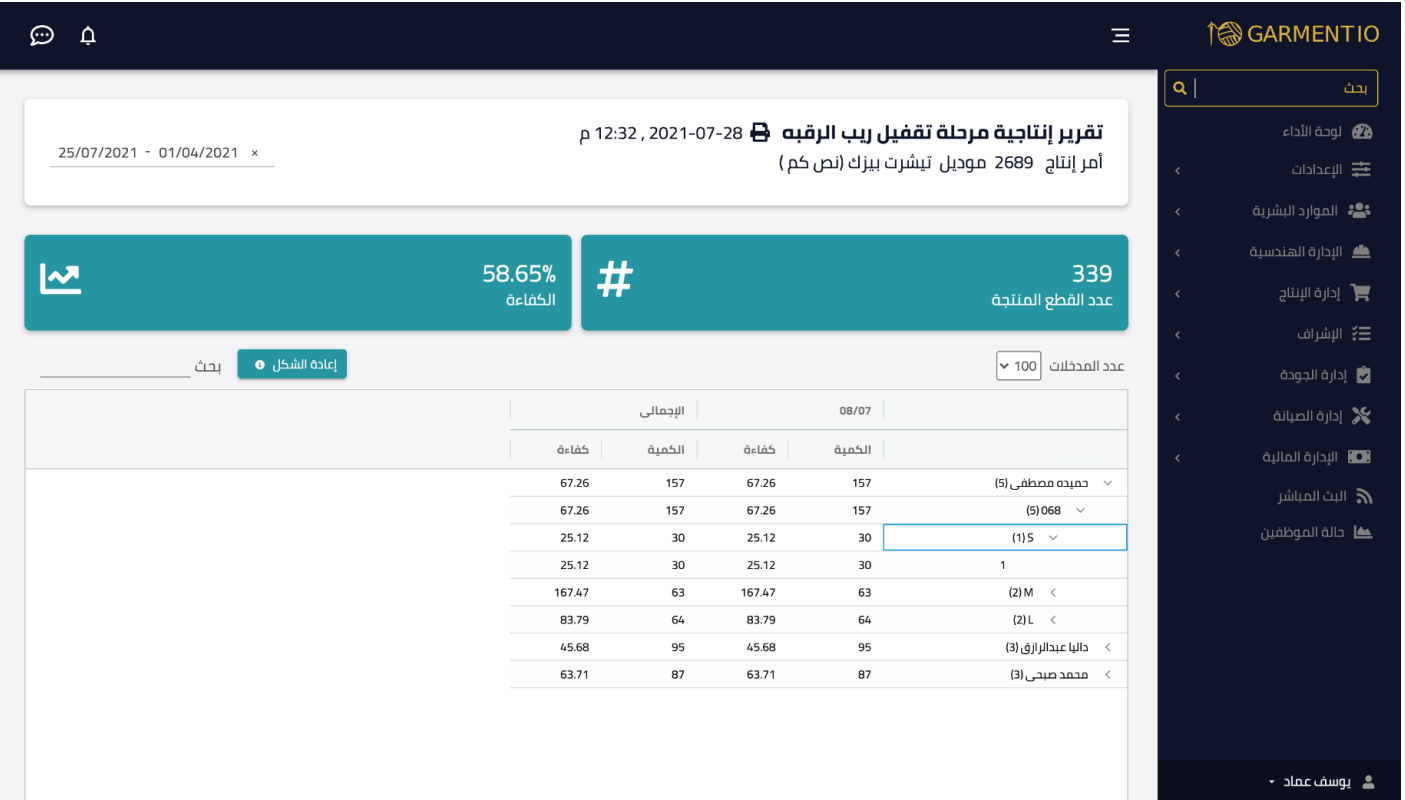 GARMENTIO
بحث
لوحة الأداء
الإعدادات
الموارد البشرية
الإدارة الهندسية
إدارة الإنتاج
الإشراف
إدارة الجودة
إدارة الصيانة
الإدارة المالية
البث المباشر
حالة الموظفين
يوسف عماد
تقرير إنتاجية مرحلة تقفيل ريب الرقبه 28-07-2021 , 12:32 م
أمر إنتاج 2689 موديل تيشرت بيزك (نص كم )
× 01/04/2021 - 25/07/2021
339
عدد القطع المنتجة
#
58.65%
الكفاءة
عدد المدخلات 100
إعادة الشكل
بحث
08/07 الإجمالي
الكمية كفاءة الكمية كفاءة
حميده مصطفى (5) 157 67.26 157 67.26
068 (5) 157 67.26 157 67.26
S (1) 30 25.12 30 25.12
1 30 25.12 30 25.12
M (2) 63 167.47 63 167.47
L (2) 64 83.79 64 83.79
داليا عبدالرازق (3) 95 45.68 95 45.68
محمد صبحى (3) 87 63.71 87 63.71